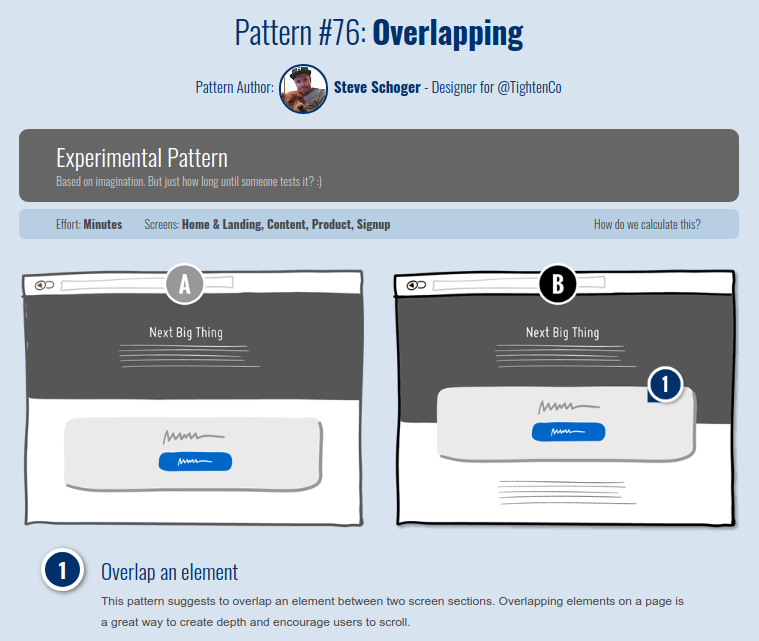 Pattern #76: Overlapping
Pattern Author: Steve Schoger - Designer for @TightenCo
Experimental Pattern
Based on imagination. But just how long until someone tests it? :)
Effort: Minutes Screens: Home & Landing, Content, Product, Signup How do we calculate this?
A
Next Big Thing
B
Next Big Thing
1
1
Overlap an element
This pattern suggests to overlap an element between two screen sections. Overlapping elements on a page is
a great way to create depth and encourage users to scroll.